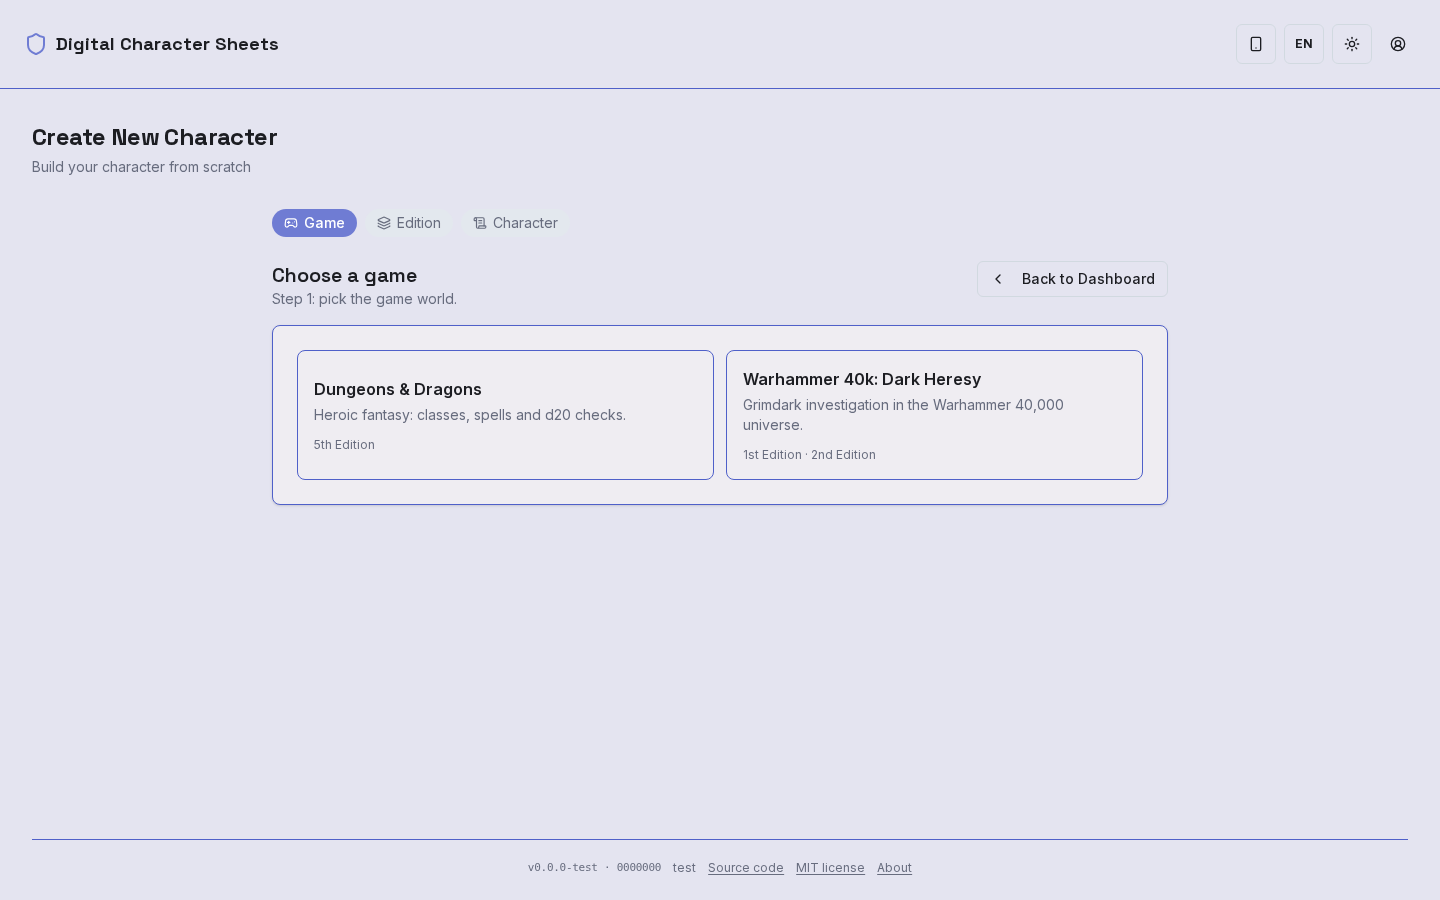 Digital Character Sheets
EN
Create New Character
Build your character from scratch
Game
Edition
Character
Choose a game
Step 1: pick the game world.
Back to Dashboard
Dungeons & Dragons
Heroic fantasy: classes, spells and d20 checks.
5th Edition
Warhammer 40k: Dark Heresy
Grimdark investigation in the Warhammer 40,000
universe.
1st Edition · 2nd Edition
v0.0.0-test · 0000000 test Source code MIT license About